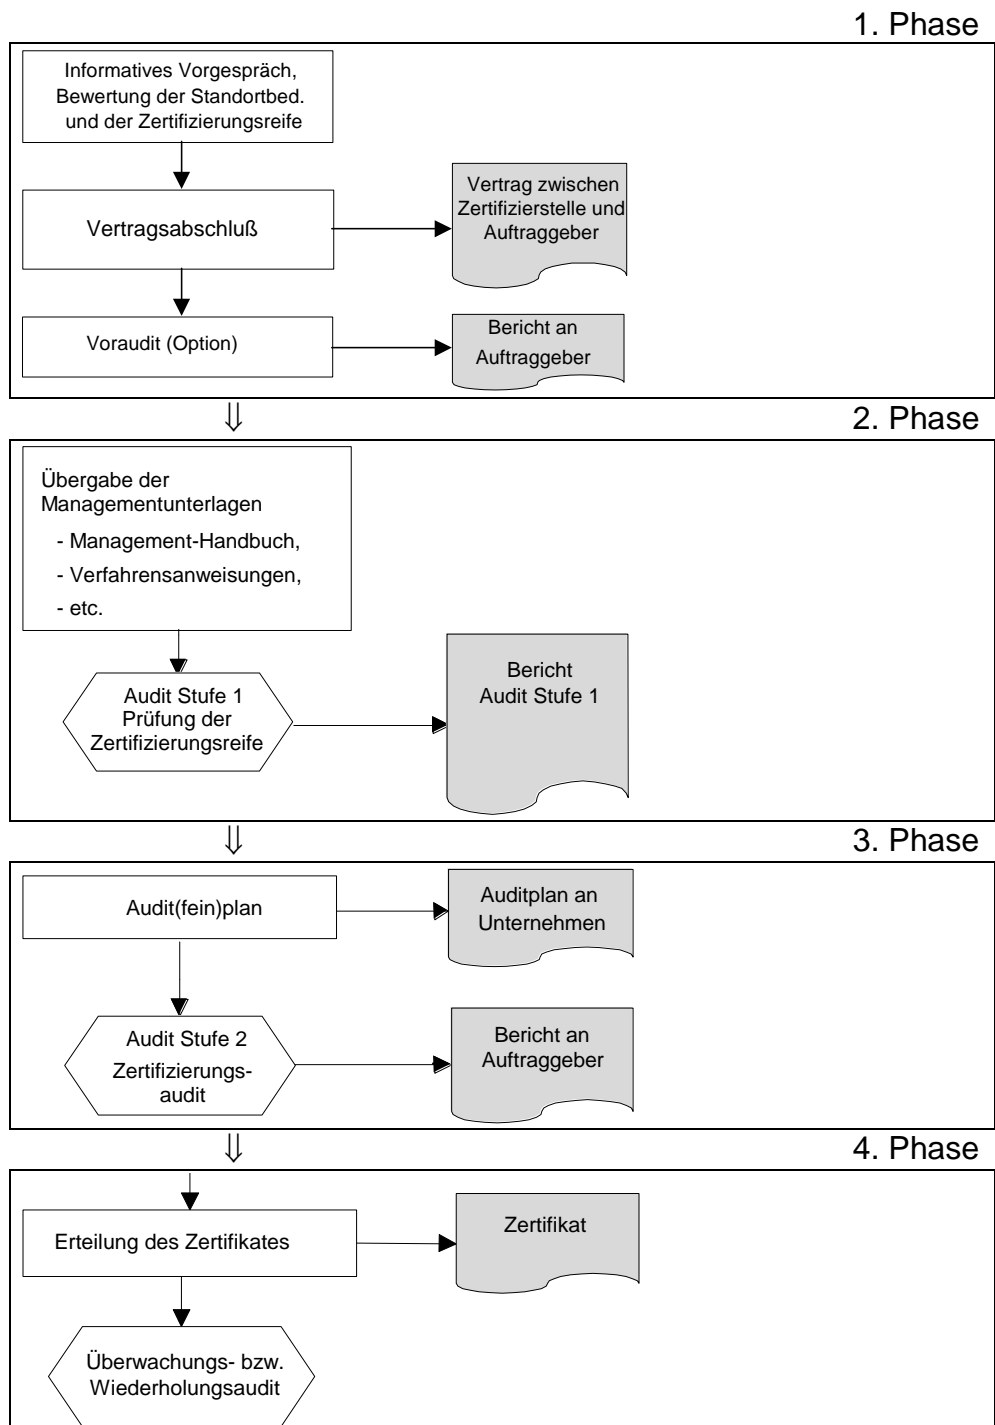 1. Phase
Informatives Vorgespräch,
Bewertung der Standortbed.
und der Zertifizierungsreife
Vertragsabschluß
Vertrag zwischen
Zertifizierstelle und
Auftraggeber
Voraudit (Option)
Bericht an
Auftraggeber
2. Phase
Übergabe der
Managementunterlagen
- Management-Handbuch,
- Verfahrensanweisungen,
- etc.
Audit Stufe 1
Prüfung der
Zertifizierungsreife
Bericht
Audit Stufe 1
3. Phase
Audit(fein)plan
Auditplan an
Unternehmen
Audit Stufe 2
Zertifizierungs-
audit
Bericht an
Auftraggeber
4. Phase
Erteilung des Zertifikates
Zertifikat
Überwachungs- bzw.
Wiederholungsaudit